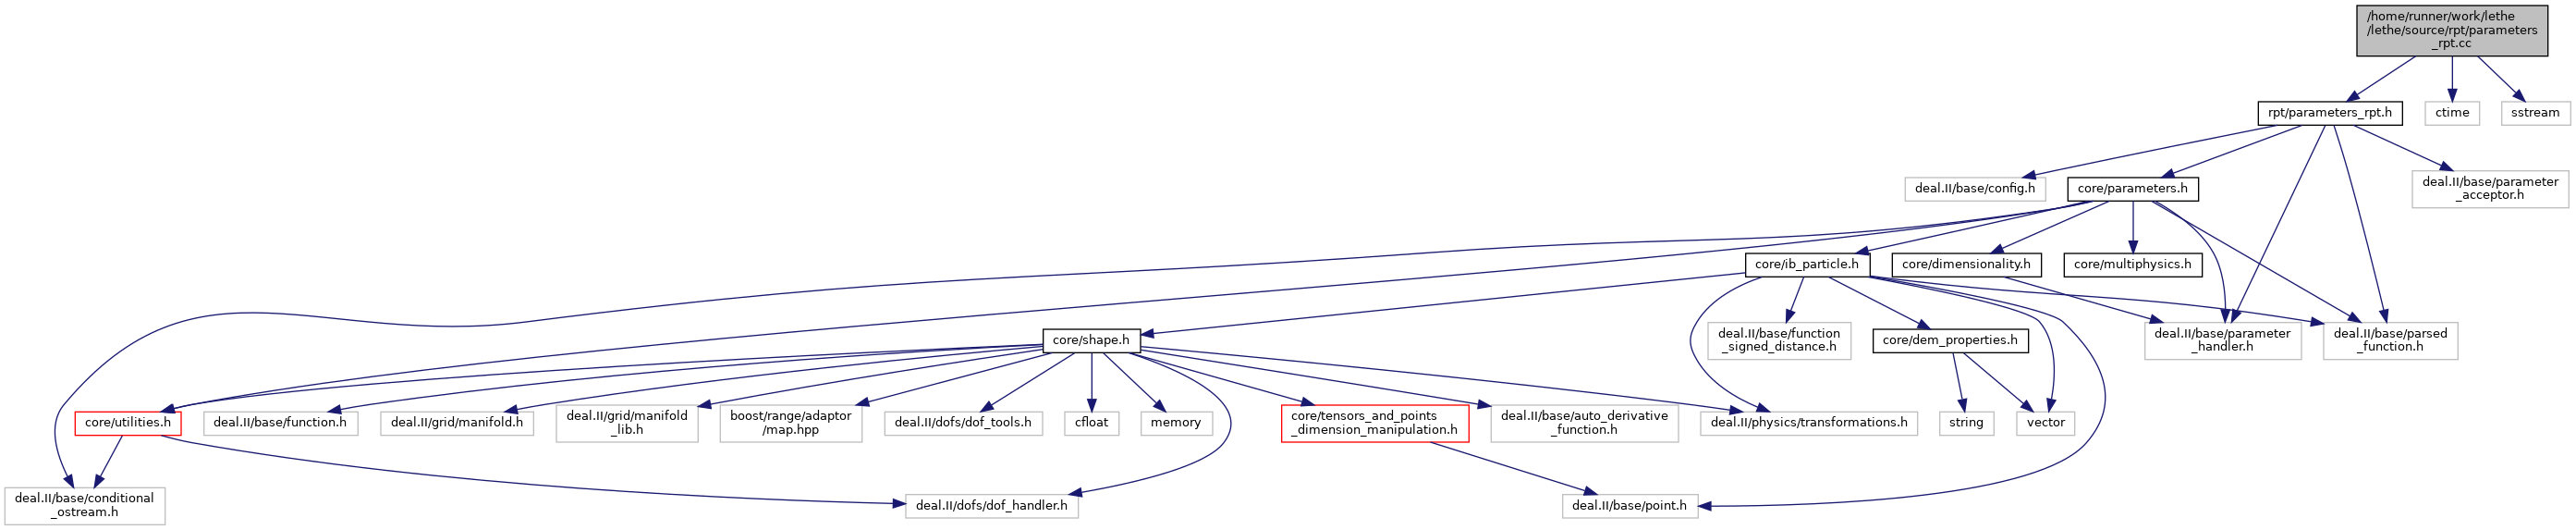 /home/runner/work/lethe
/lethe/source/rpt/parameters
_rpt.cc
rpt/parameters_rpt.h
ctime
sstream
deal.II/base/config.h
core/parameters.h
deal.II/base/parameter
_acceptor.h
core/ib_particle.h
core/dimensionality.h
core/multiphysics.h
core/shape.h
deal.II/base/function
_signed_distance.h
core/dem_properties.h
deal.II/base/parameter
_handler.h
deal.II/base/parsed
_function.h
core/utilities.h
deal.II/base/function.h
deal.II/grid/manifold.h
deal.II/grid/manifold
_lib.h
boost/range/adaptor
/map.hpp
deal.II/dofs/dof_tools.h
cfloat
memory
core/tensors_and_points
_dimension_manipulation.h
deal.II/base/auto_derivative
_function.h
deal.II/physics/transformations.h
string
vector
deal.II/base/conditional
_ostream.h
deal.II/dofs/dof_handler.h
deal.II/base/point.h